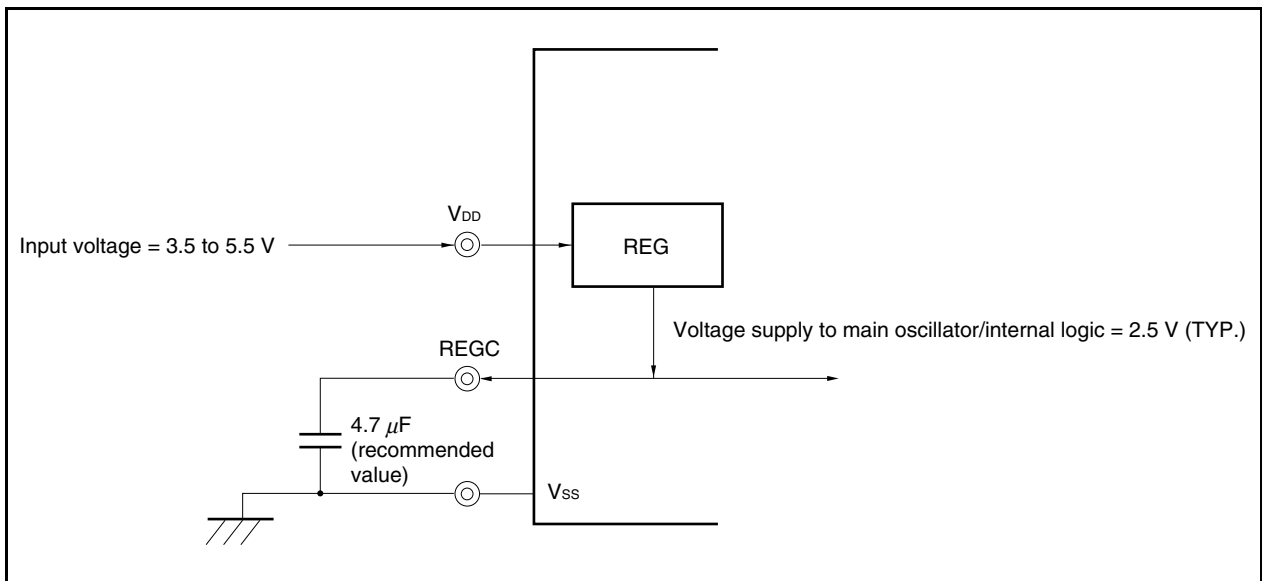 VDD
Input voltage = 3.5 to 5.5 V
REG
Voltage supply to main oscillator/internal logic = 2.5 V (TYP.)
REGC
4.7 μF
(recommended
value)
VSS